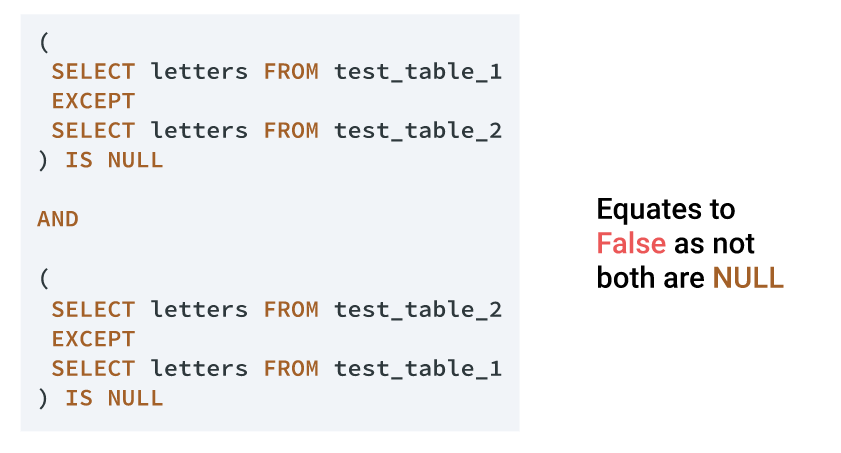 (
SELECT letters FROM test_table_1
EXCEPT
SELECT letters FROM test_table_2
) IS NULL
AND
(
SELECT letters FROM test_table_2
EXCEPT
SELECT letters FROM test_table_1
) IS NULL
Equates to
False as not
both are NULL